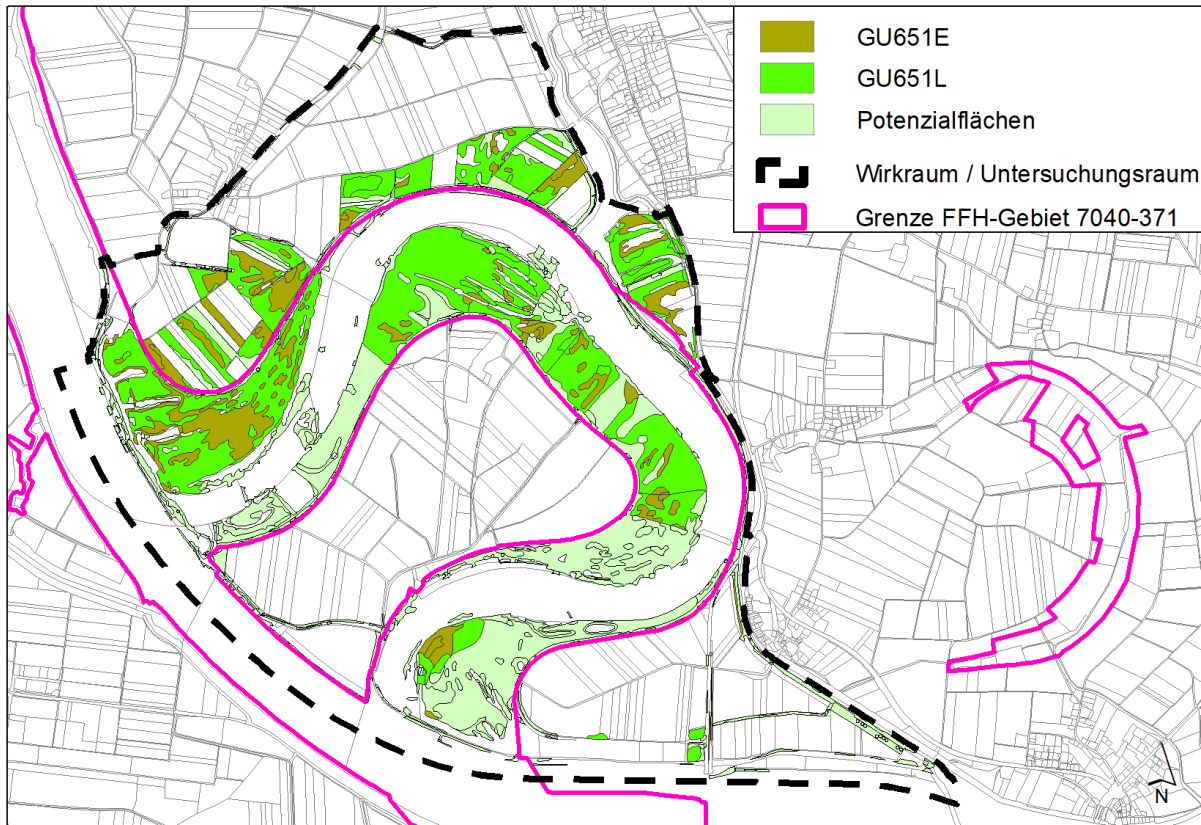 GU651E
GU651L
Potenzialflächen
Wirkraum / Untersuchungsraum
Grenze FFH-Gebiet 7040-371
N